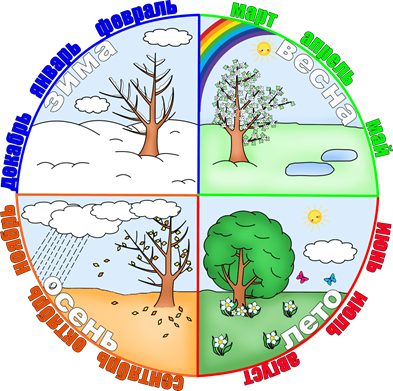 декабрь январь февраль
зима
март апрель май
весна
июнь июль август
лето
сентябрь октябрь ноябрь
осень